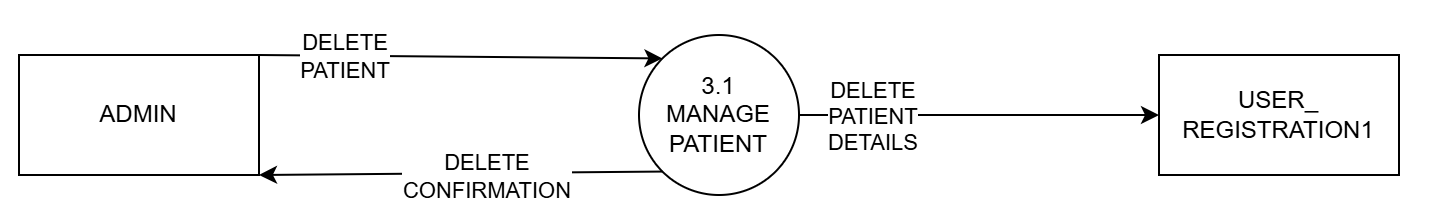 DELETE
PATIENT
ADMIN
3.1
MANAGE
PATIENT
DELETE
PATIENT
DETAILS
USER_
REGISTRATION1
DELETE
CONFIRMATION